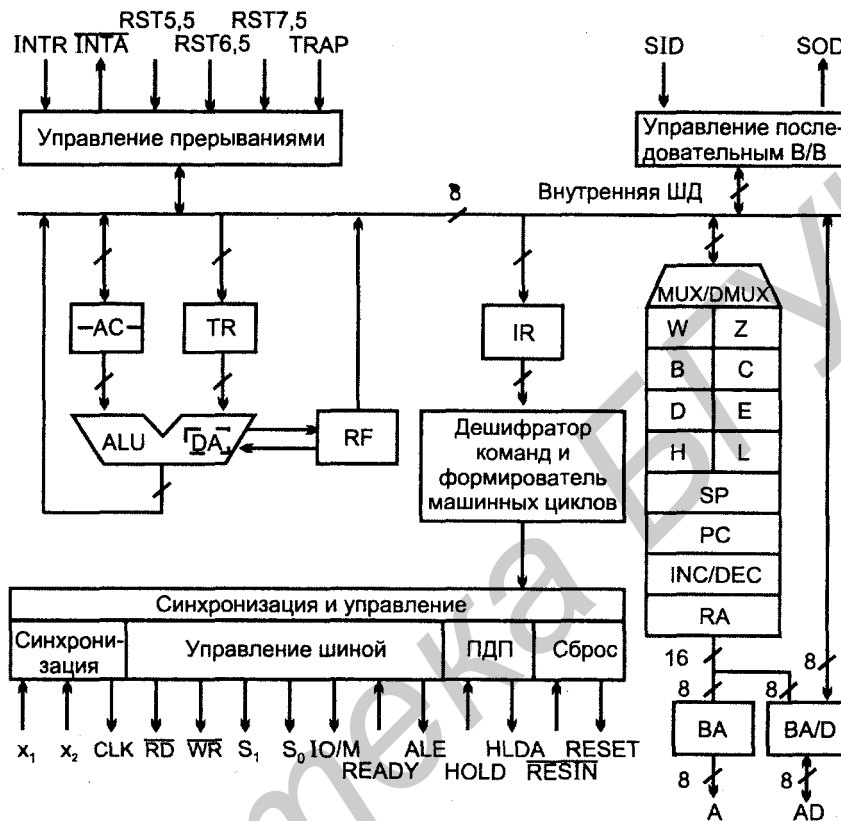 RST5,5 RST7,5
INTR INTA RST6,5 TRAP
SID SOD
Управление прерываниями
Управление после-
довательным В/В
8
Внутренняя ШД
MUX/DMUX
AC
TR
IR
W Z
B C
D E
H L
SP
PC
INC/DEC
RA
ALU
DA
RF
Дешифратор
команд и
формирователь
машинных циклов
Синхронизация и управление
Синхрони-
зация
Управление шиной
ПДП
Сброс
16
8
8
8
BA
BA/D
x1 x2 CLK RD WR S1 S0 IO/M ALE HLDA RESET
READY HOLD RESIN
8
8
A
AD
тека БГУ